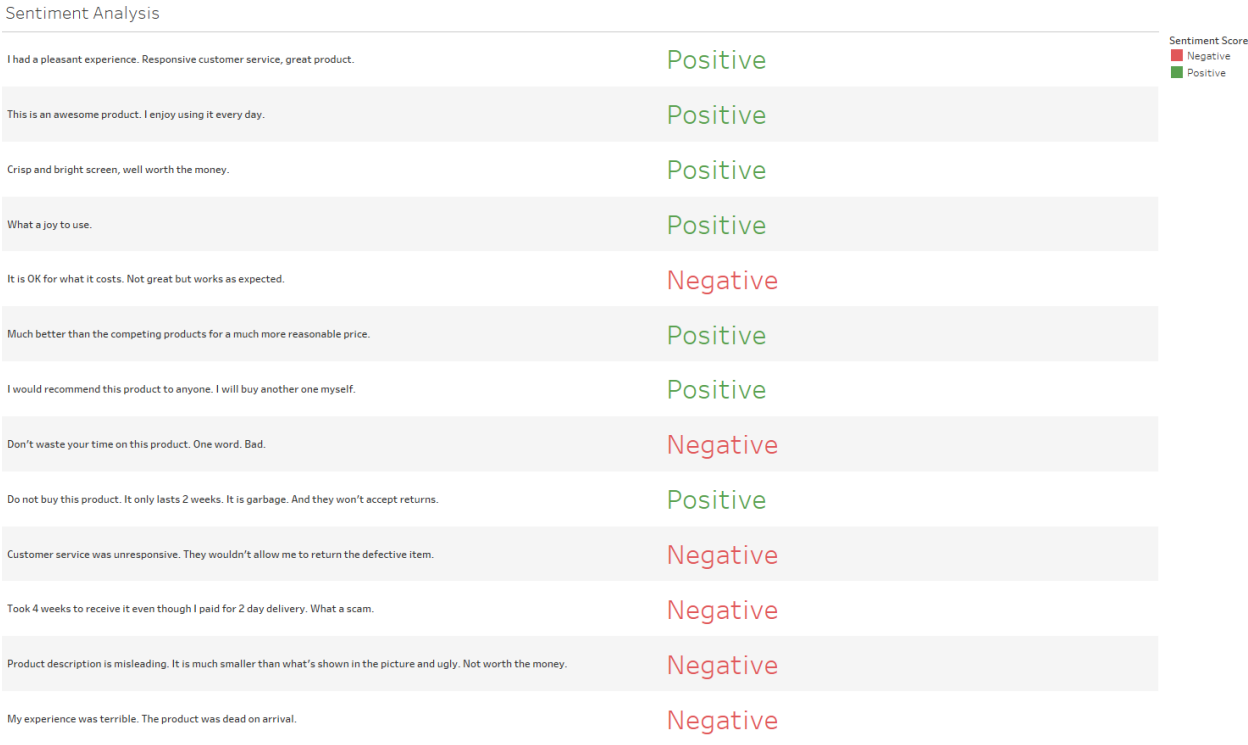 Sentiment Analysis
Sentiment Score
Negative
Positive
I had a pleasant experience. Responsive customer service, great product. Positive
This is an awesome product. I enjoy using it every day. Positive
Crisp and bright screen, well worth the money. Positive
What a joy to use. Positive
It is OK for what it costs. Not great but works as expected. Negative
Much better than the competing products for a much more reasonable price. Positive
I would recommend this product to anyone. I will buy another one myself. Positive
Don’t waste your time on this product. One word. Bad. Negative
Do not buy this product. It only lasts 2 weeks. It is garbage. And they won’t accept returns. Positive
Customer service was unresponsive. They wouldn’t allow me to return the defective item. Negative
Took 4 weeks to receive it even though I paid for 2 day delivery. What a scam. Negative
Product description is misleading. It is much smaller than what’s shown in the picture and ugly. Not worth the money. Negative
My experience was terrible. The product was dead on arrival. Negative